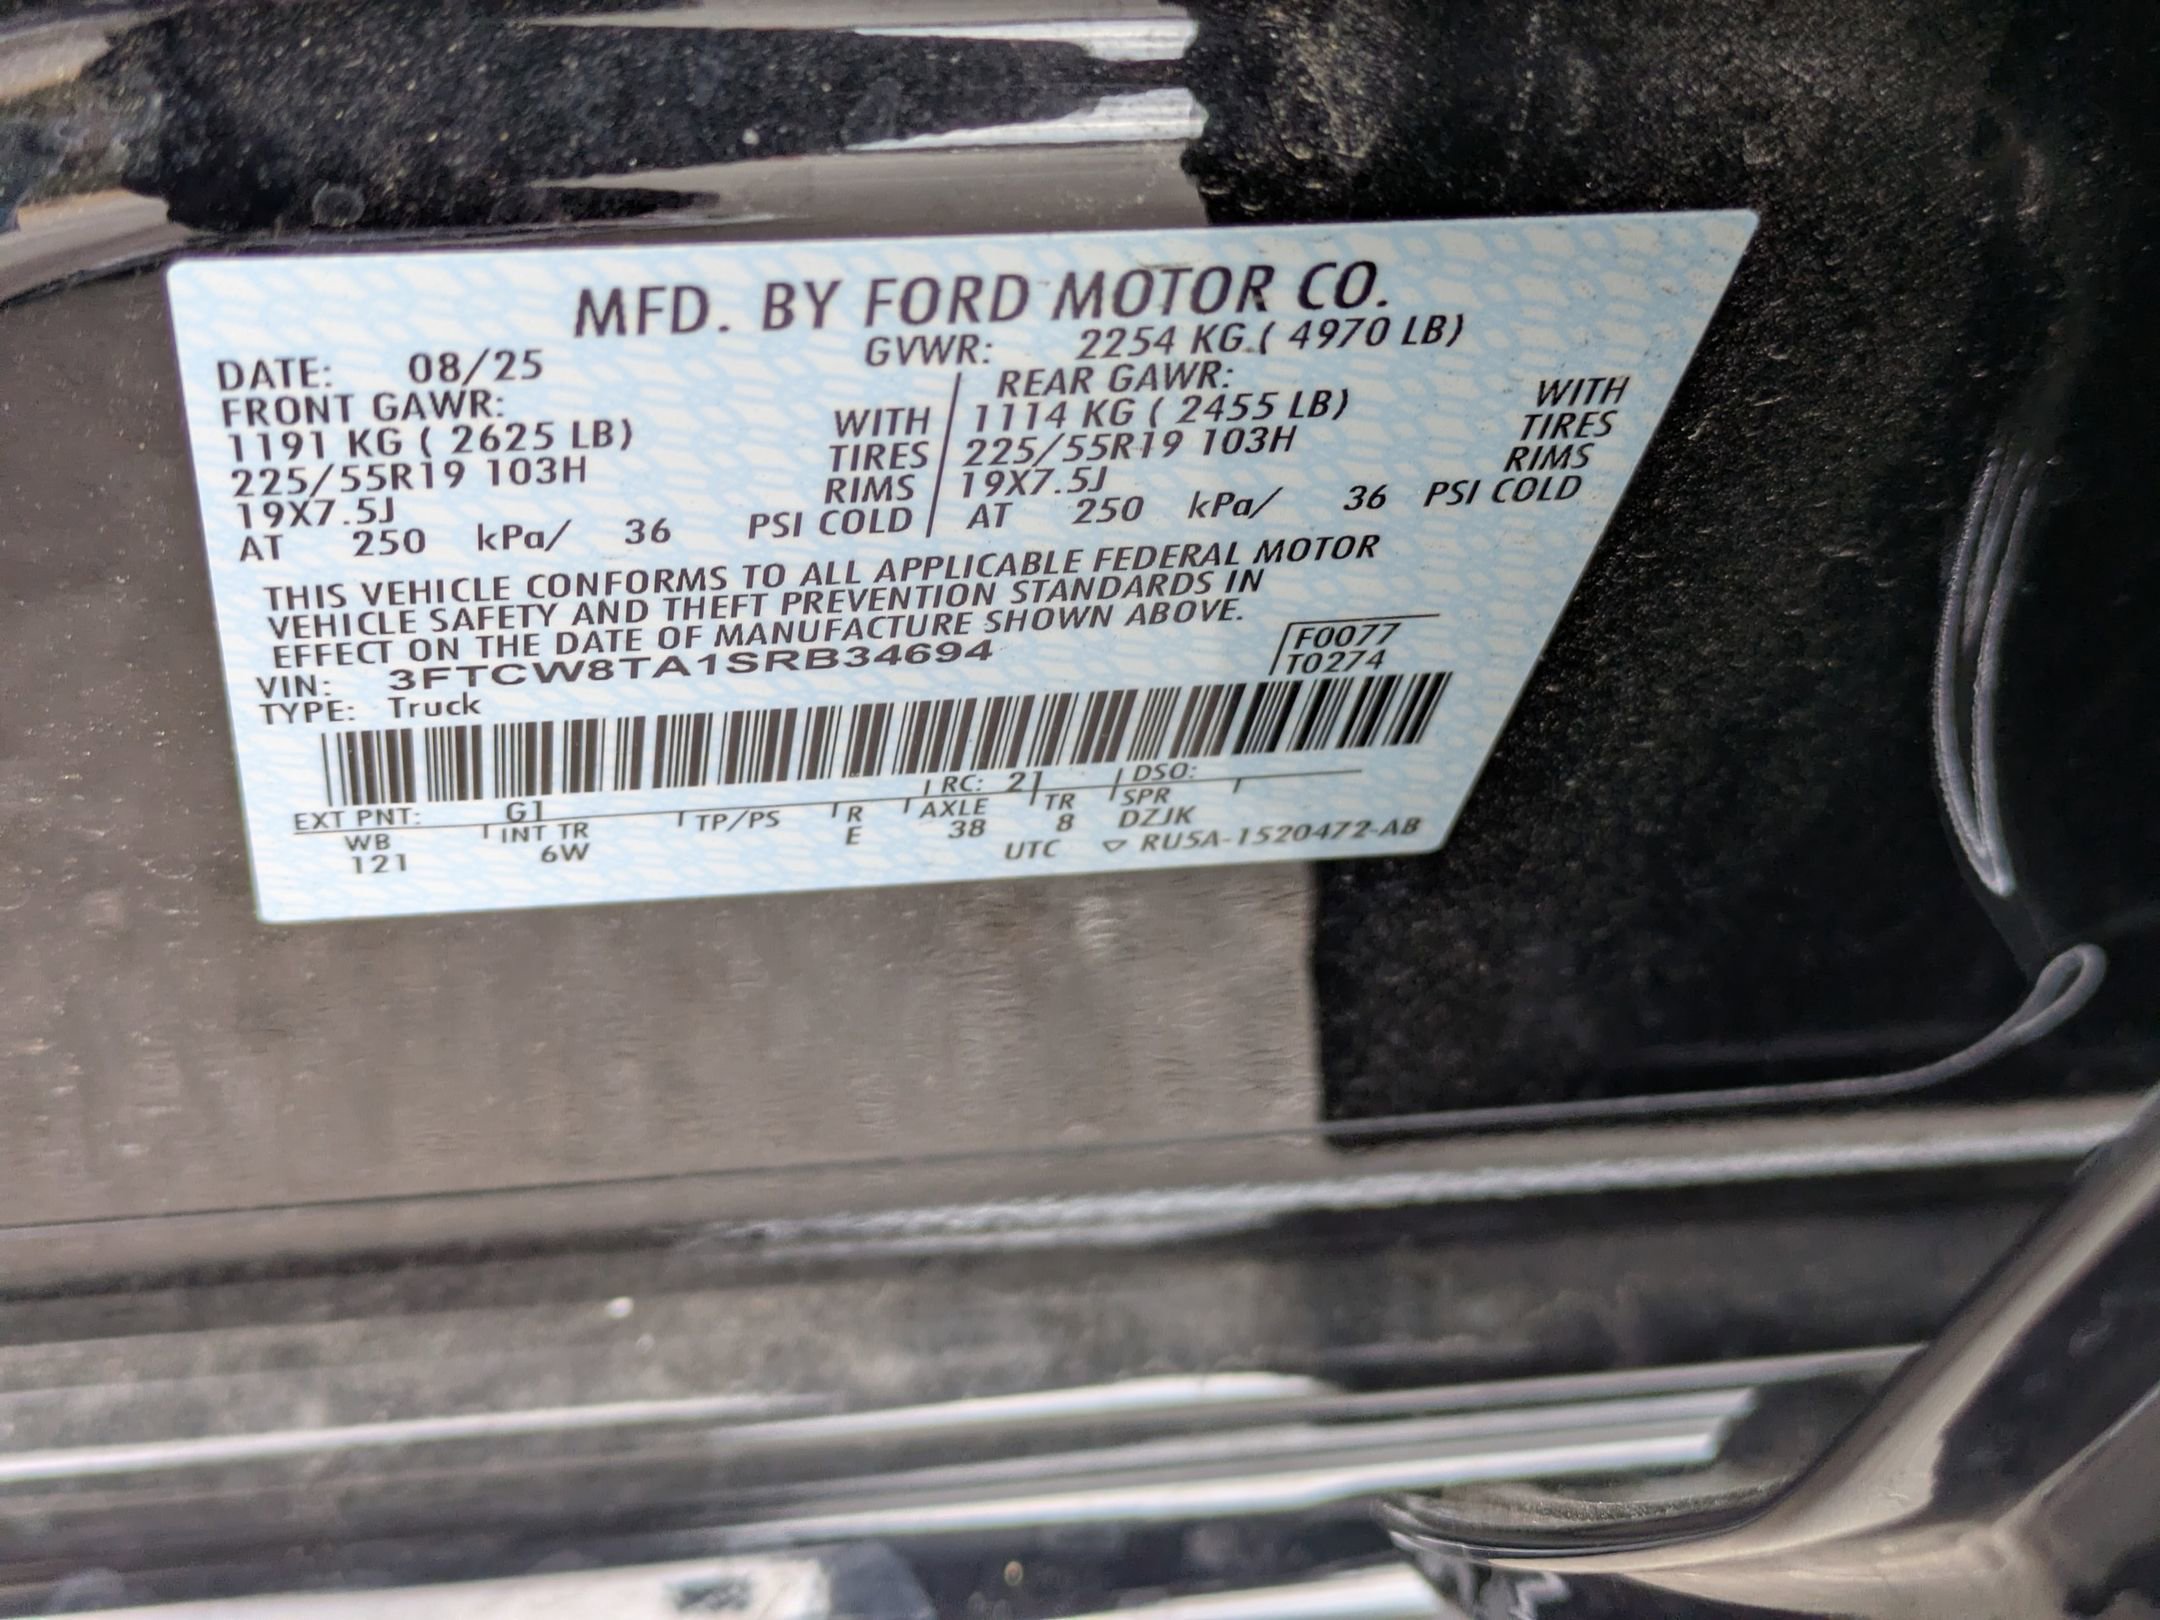 MFD. BY FORD MOTOR CO.
DATE: 08/25 GVWR: 2254 KG ( 4970 LB)
FRONT GAWR: REAR GAWR:
1191 KG ( 2625 LB) WITH 1114 KG ( 2455 LB) WITH
225/55R19 103H TIRES 225/55R19 103H TIRES
19X7.5J RIMS 19X7.5J RIMS
AT 250 kPa/ 36 PSI COLD AT 250 kPa/ 36 PSI COLD
THIS VEHICLE CONFORMS TO ALL APPLICABLE FEDERAL MOTOR
VEHICLE SAFETY AND THEFT PREVENTION STANDARDS IN
EFFECT ON THE DATE OF MANUFACTURE SHOWN ABOVE.
VIN: 3FTCW8TA1SRB34694 F0077
TYPE: Truck T0274
EXT PNT: G1 RC: 21 DSO:
WB INT TR TP/PS R AXLE TR SPR
121 6W E 38 8 DZJK
UTC ▽ RU5A-1520472-AB